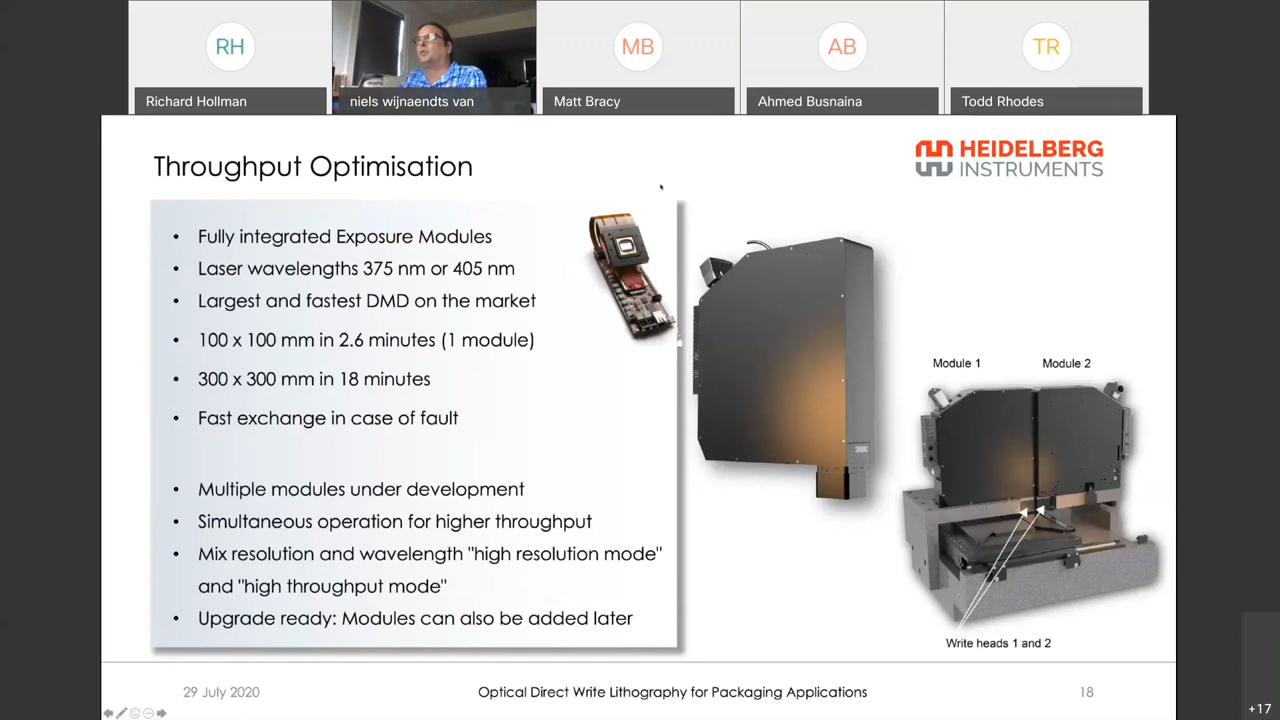 RH
MB
AB
TR
Richard Hollman
niels wijnaendts van
Matt Bracy
Ahmed Busnaina
Todd Rhodes
Throughput Optimisation
HEIDELBERG
INSTRUMENTS
• Fully integrated Exposure Modules
• Laser wavelengths 375 nm or 405 nm
• Largest and fastest DMD on the market
• 100 x 100 mm in 2.6 minutes (1 module)
• 300 x 300 mm in 18 minutes
• Fast exchange in case of fault
• Multiple modules under development
• Simultaneous operation for higher throughput
• Mix resolution and wavelength "high resolution mode"
and "high throughput mode"
• Upgrade ready: Modules can also be added later
Module 1
Module 2
Write heads 1 and 2
29 July 2020
Optical Direct Write Lithography for Packaging Applications
18
+17